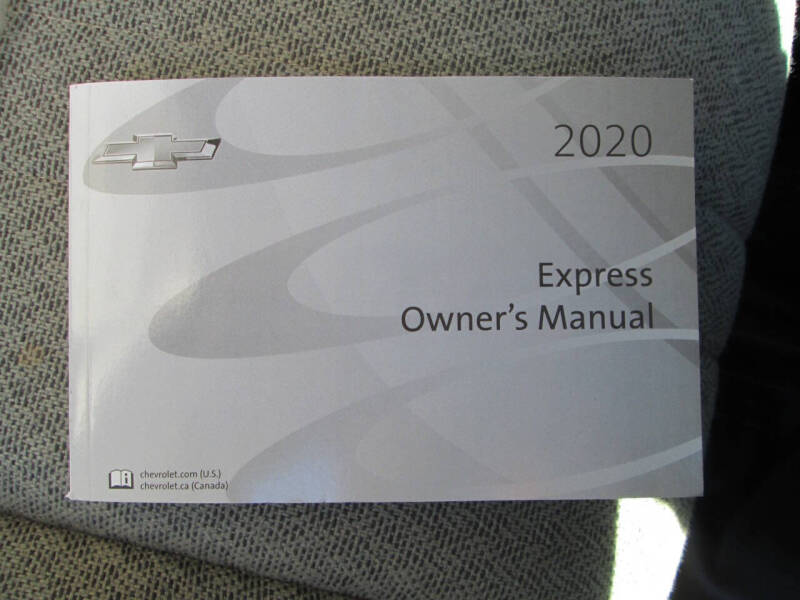 2020
Express
Owner's Manual
chevrolet.com (U.S.)
chevrolet.ca (Canada)